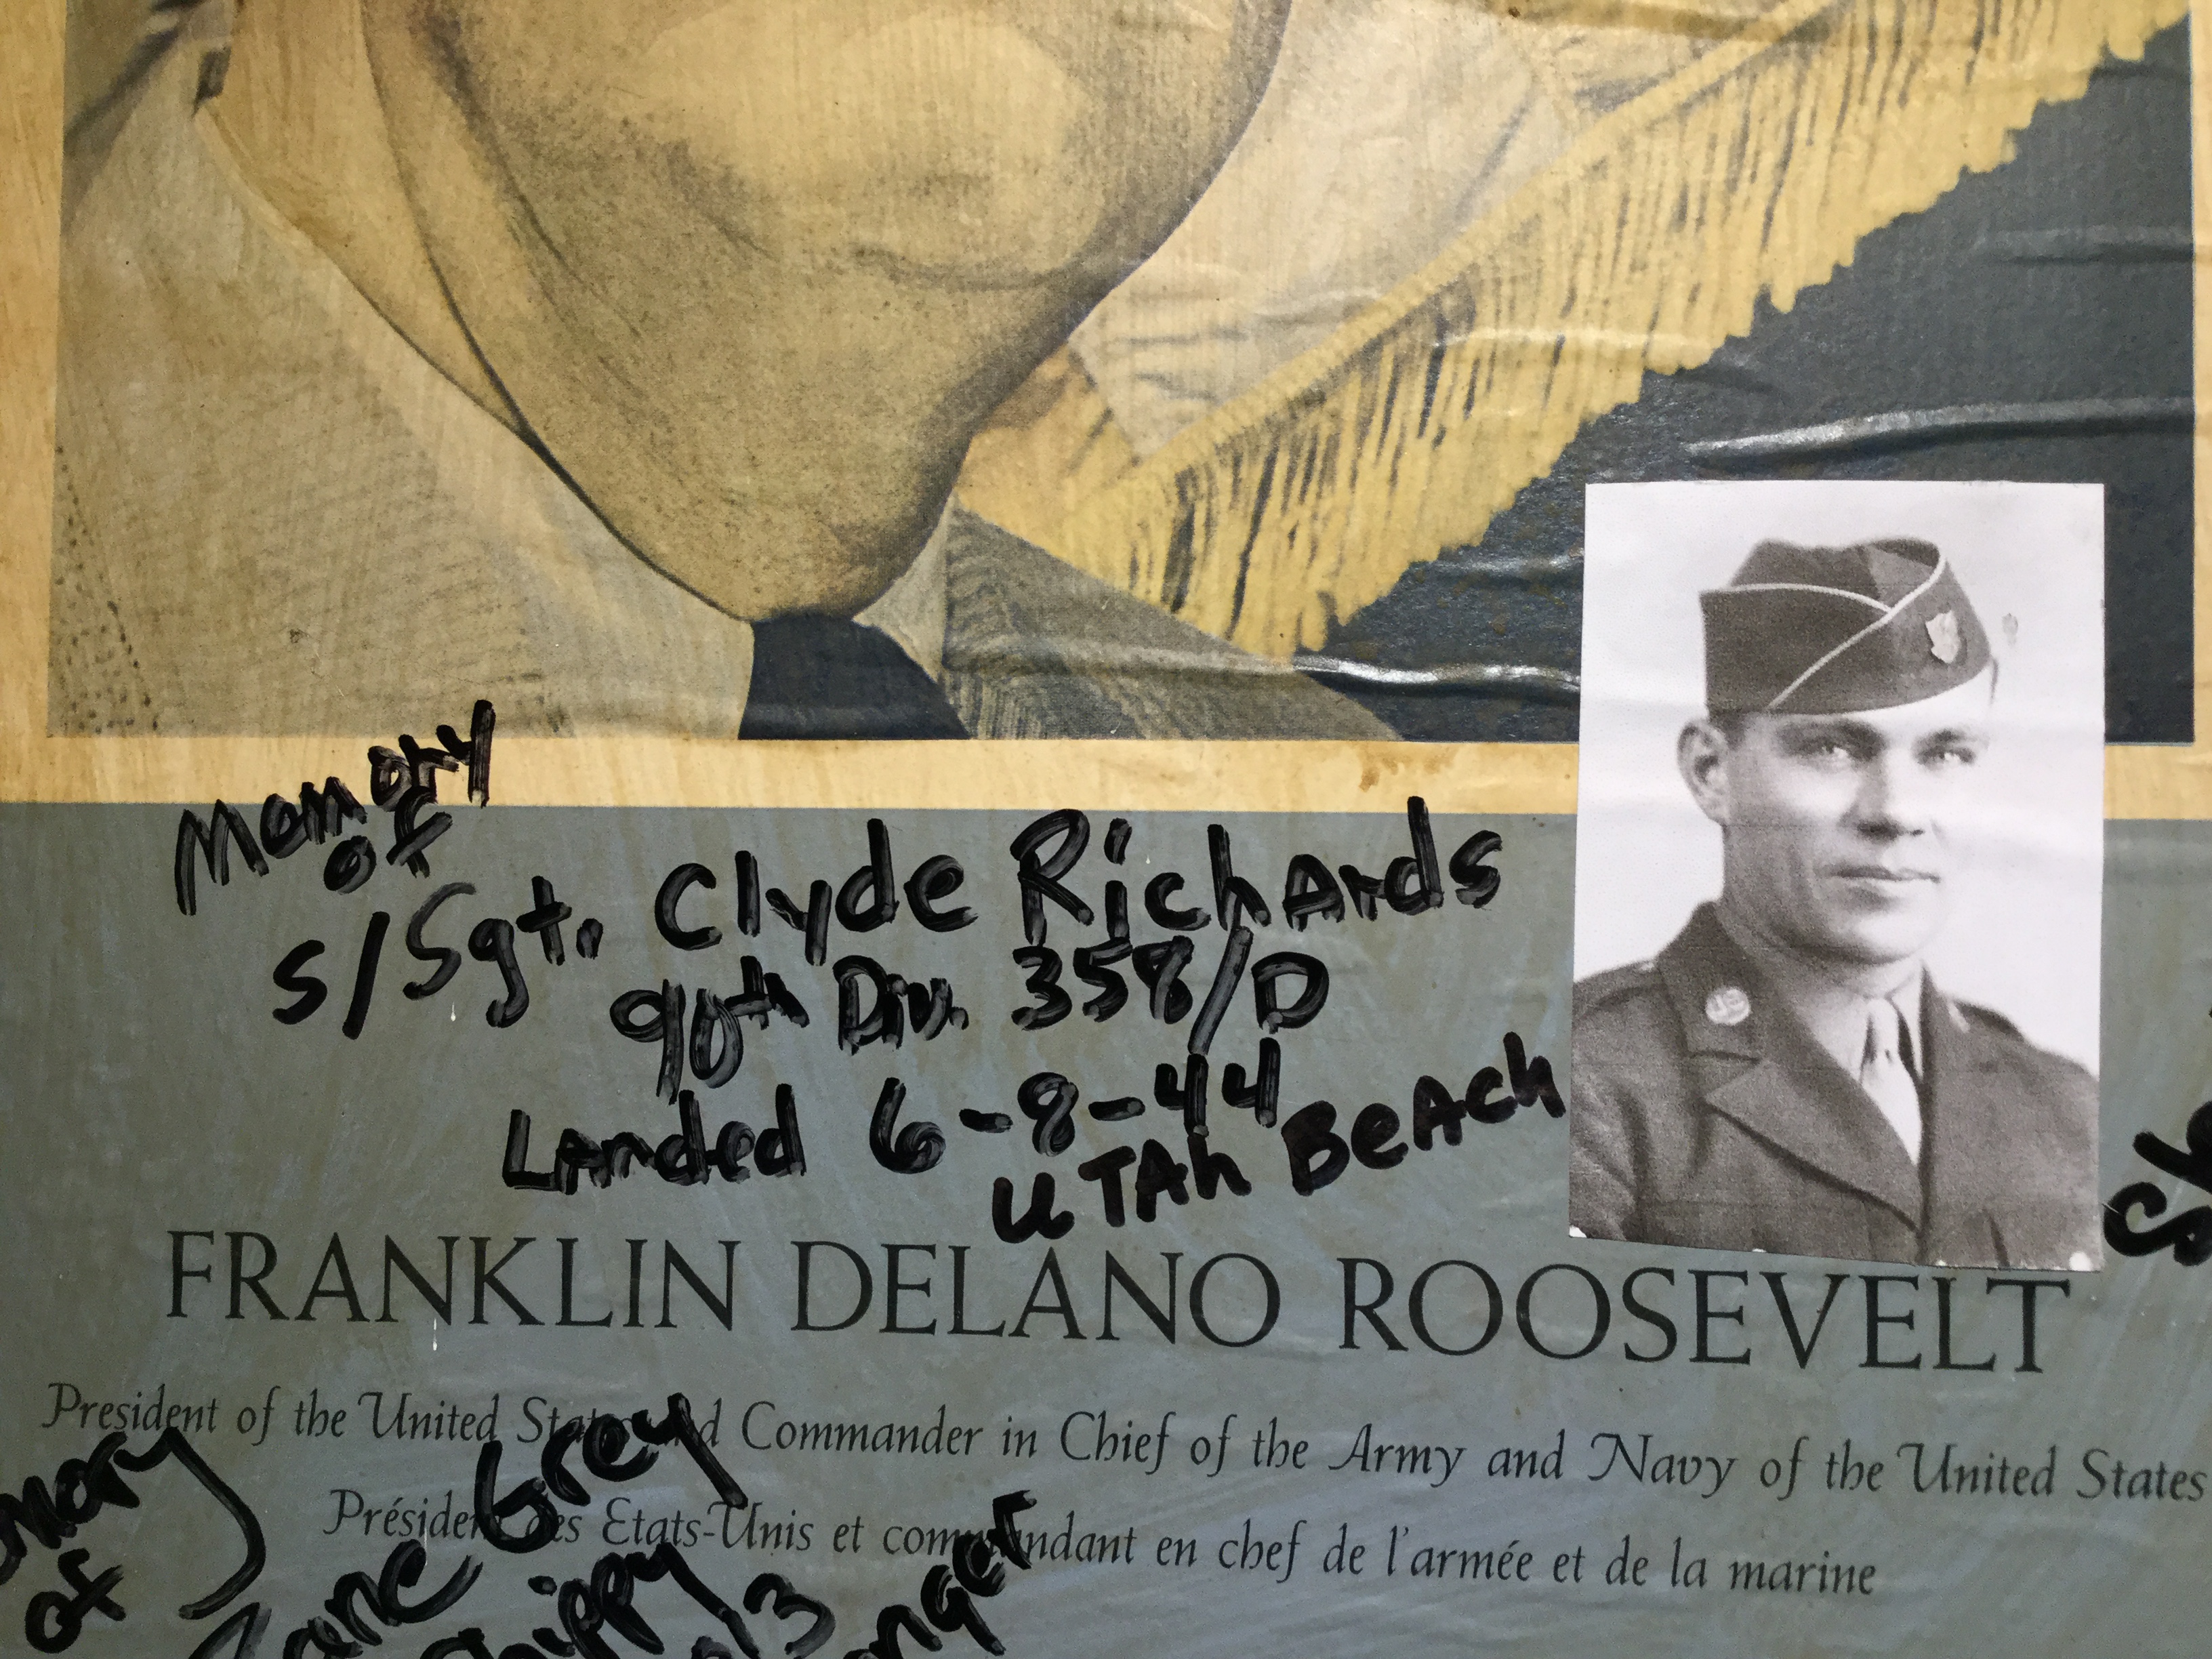 Memory
of
S/Sgt. Clyde Richards
90th Div. 358/D
Landed 6-8-44
UTAh BeAch
FRANKLIN DELANO ROOSEVELT
President of the United States and Commander in Chief of the Army and Navy of the United States
Président des Etats-Unis et commandant en chef de l'armée et de la marine
of
Zane Grey